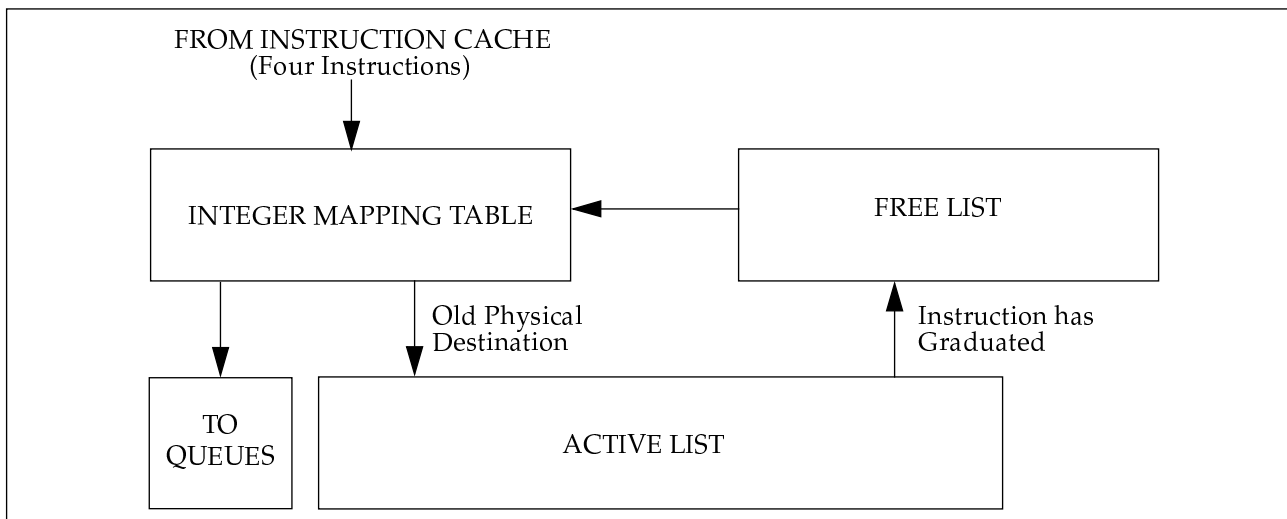 FROM INSTRUCTION CACHE
(Four Instructions)
INTEGER MAPPING TABLE
FREE LIST
Old Physical
Destination
Instruction has
Graduated
TO
QUEUES
ACTIVE LIST